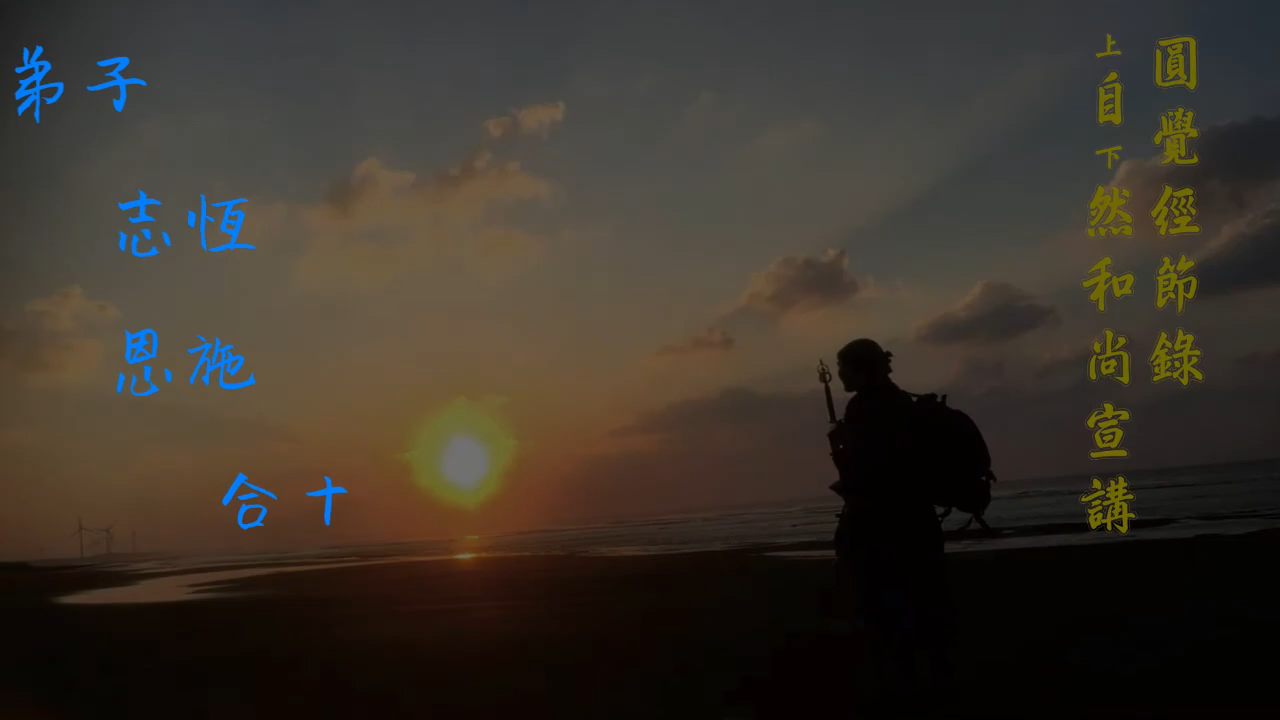 圓覺經節錄
上自下然和尚宣講
弟子
志恆
恩施
合十